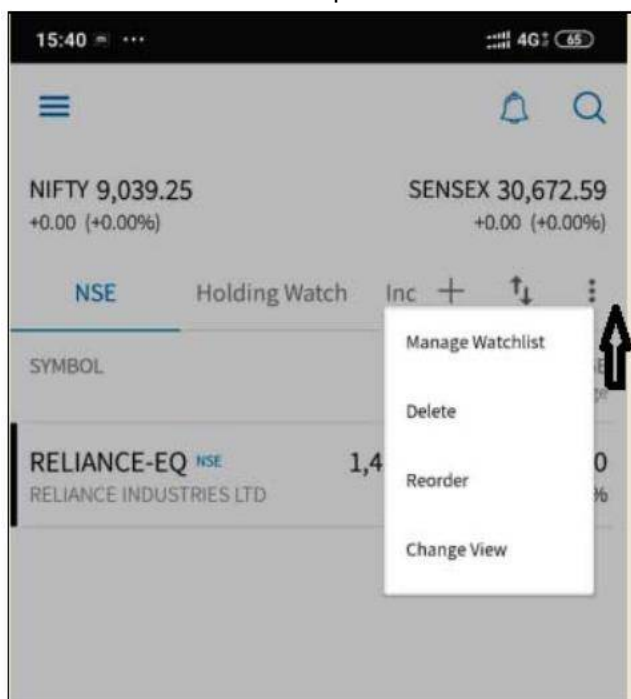 15:40 ... 4G 65
NIFTY 9,039.25 SENSEX 30,672.59
+0.00 (+0.00%) +0.00 (+0.00%)
NSE Holding Watch Inc
Manage Watchlist
SYMBOL
Delete
RELIANCE-EQ NSE 1,4 0
Reorder
RELIANCE INDUSTRIES LTD %
Change View